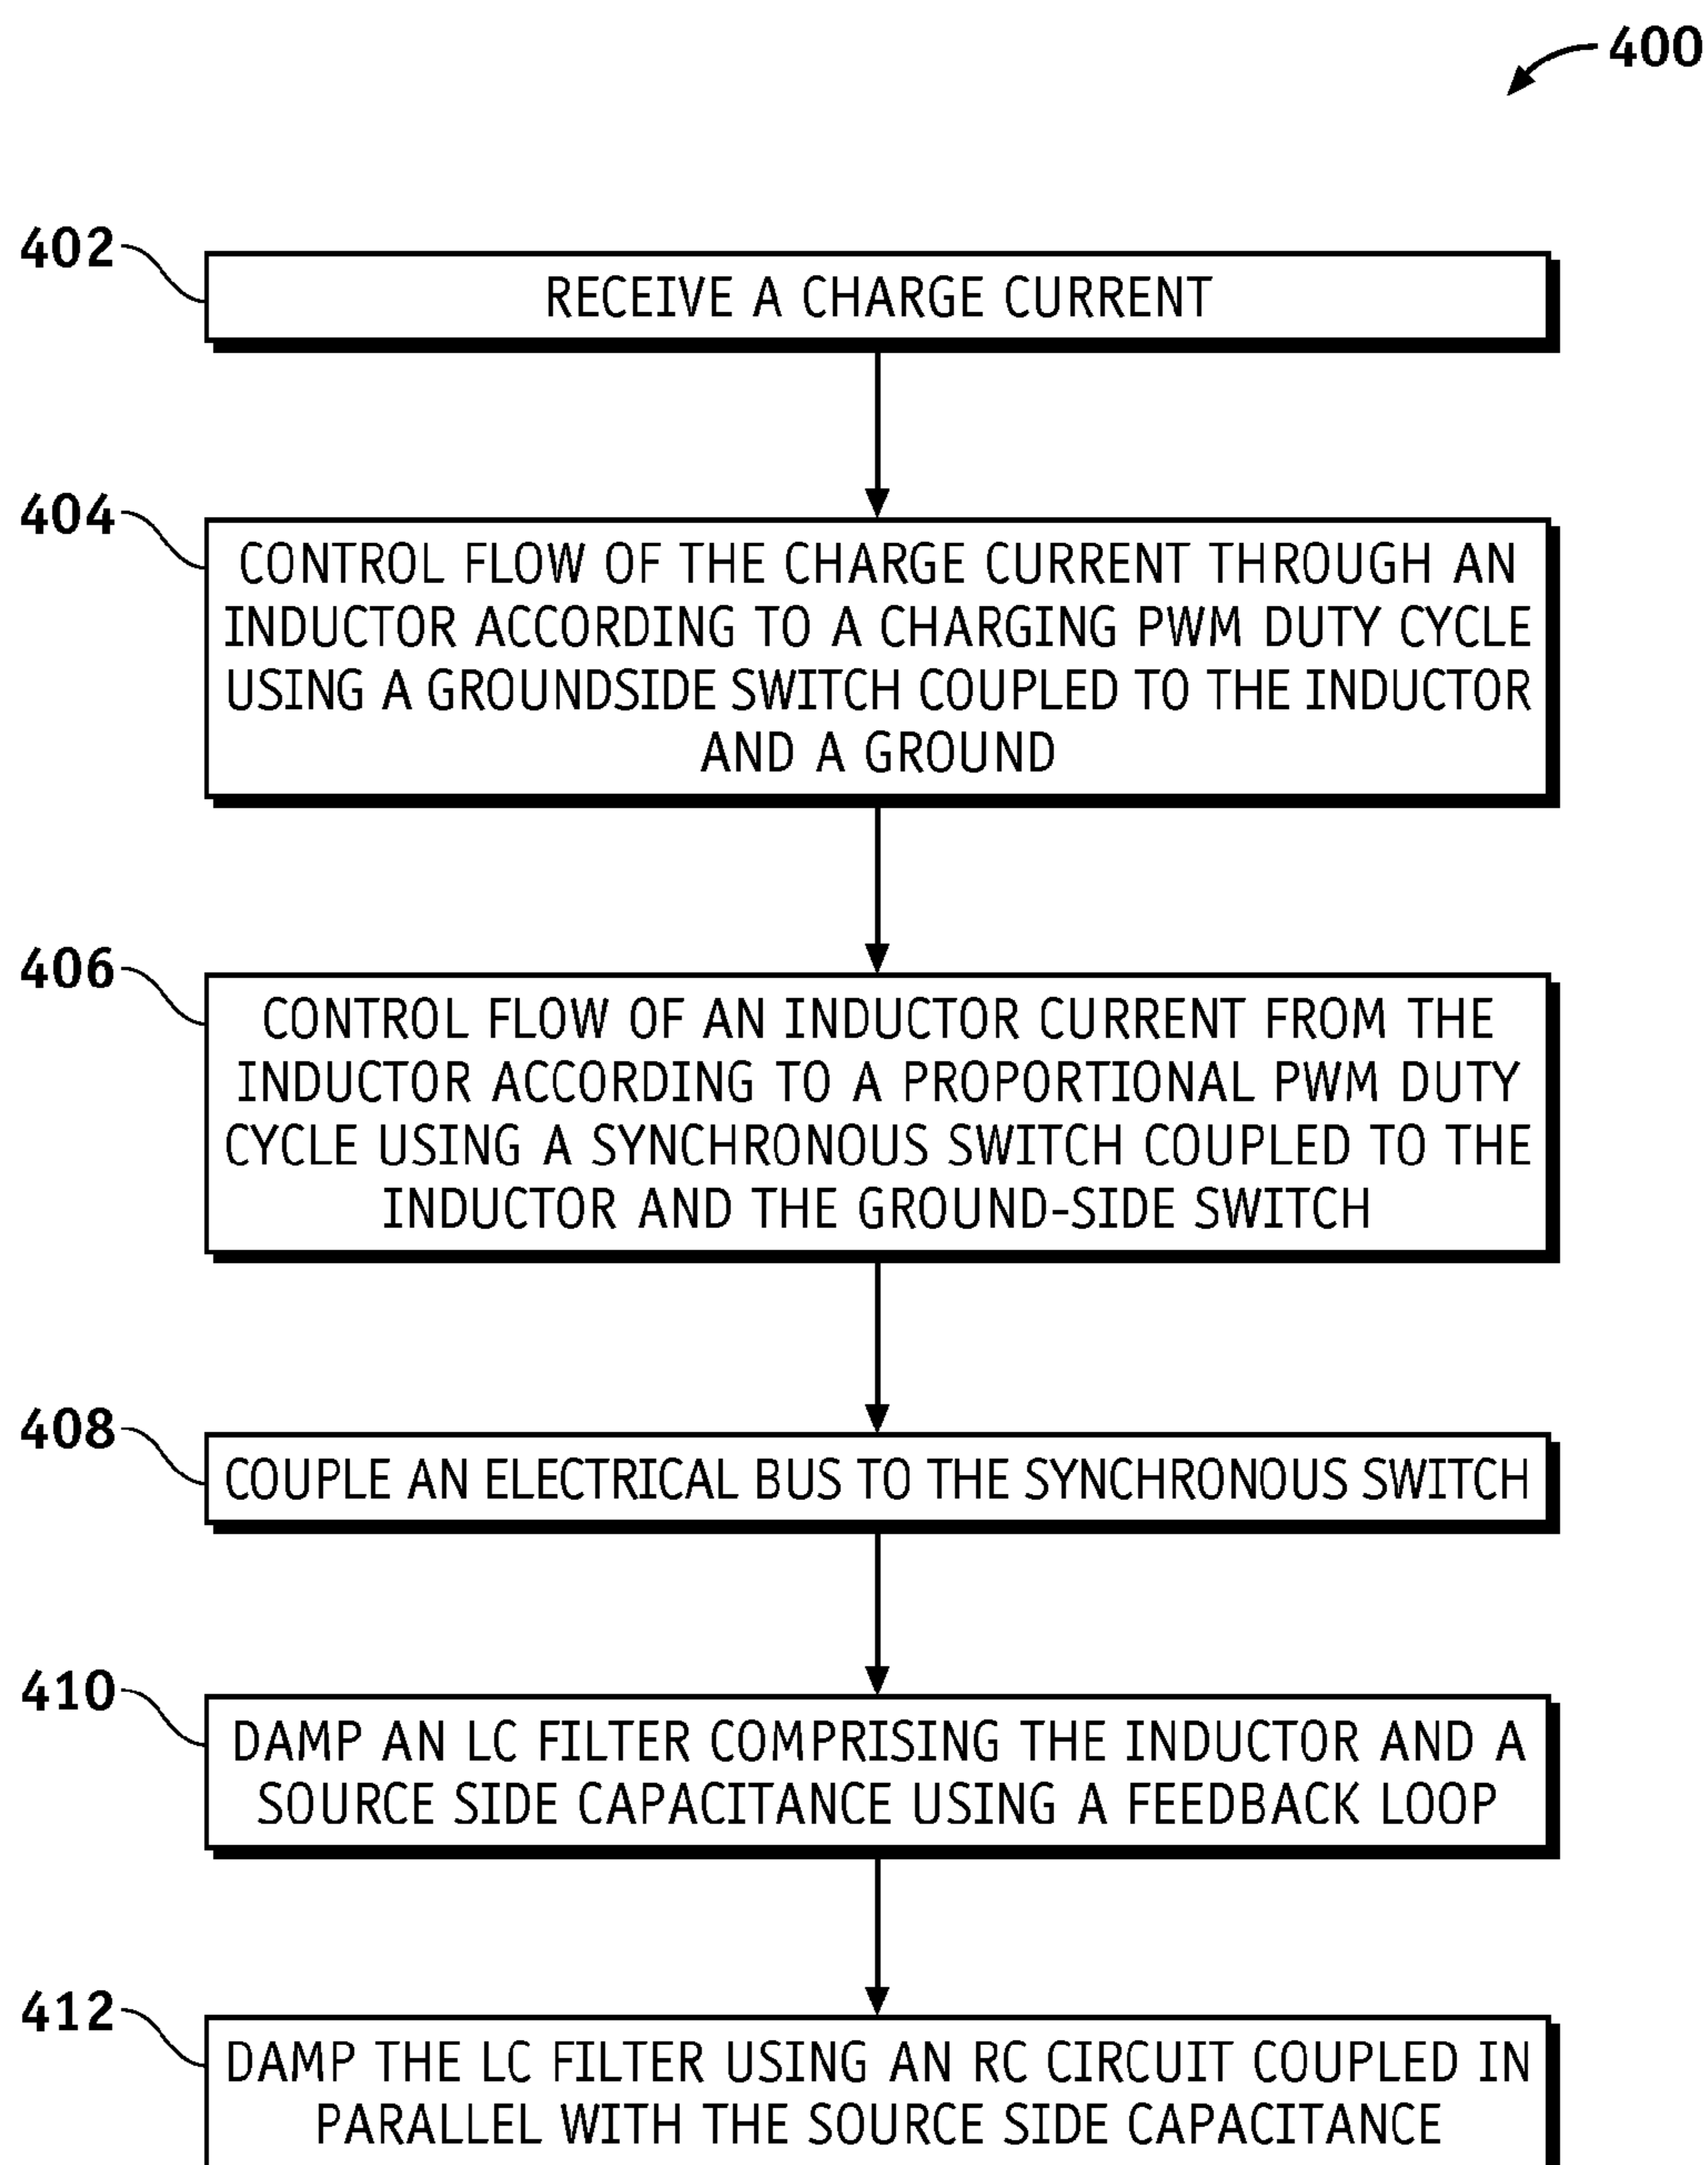 400
402
RECEIVE A CHARGE CURRENT
404
CONTROL FLOW OF THE CHARGE CURRENT THROUGH AN
INDUCTOR ACCORDING TO A CHARGING PWM DUTY CYCLE
USING A GROUNDSIDE SWITCH COUPLED TO THE INDUCTOR
AND A GROUND
406
CONTROL FLOW OF AN INDUCTOR CURRENT FROM THE
INDUCTOR ACCORDING TO A PROPORTIONAL PWM DUTY
CYCLE USING A SYNCHRONOUS SWITCH COUPLED TO THE
INDUCTOR AND THE GROUND-SIDE SWITCH
408
COUPLE AN ELECTRICAL BUS TO THE SYNCHRONOUS SWITCH
410
DAMP AN LC FILTER COMPRISING THE INDUCTOR AND A
SOURCE SIDE CAPACITANCE USING A FEEDBACK LOOP
412
DAMP THE LC FILTER USING AN RC CIRCUIT COUPLED IN
PARALLEL WITH THE SOURCE SIDE CAPACITANCE